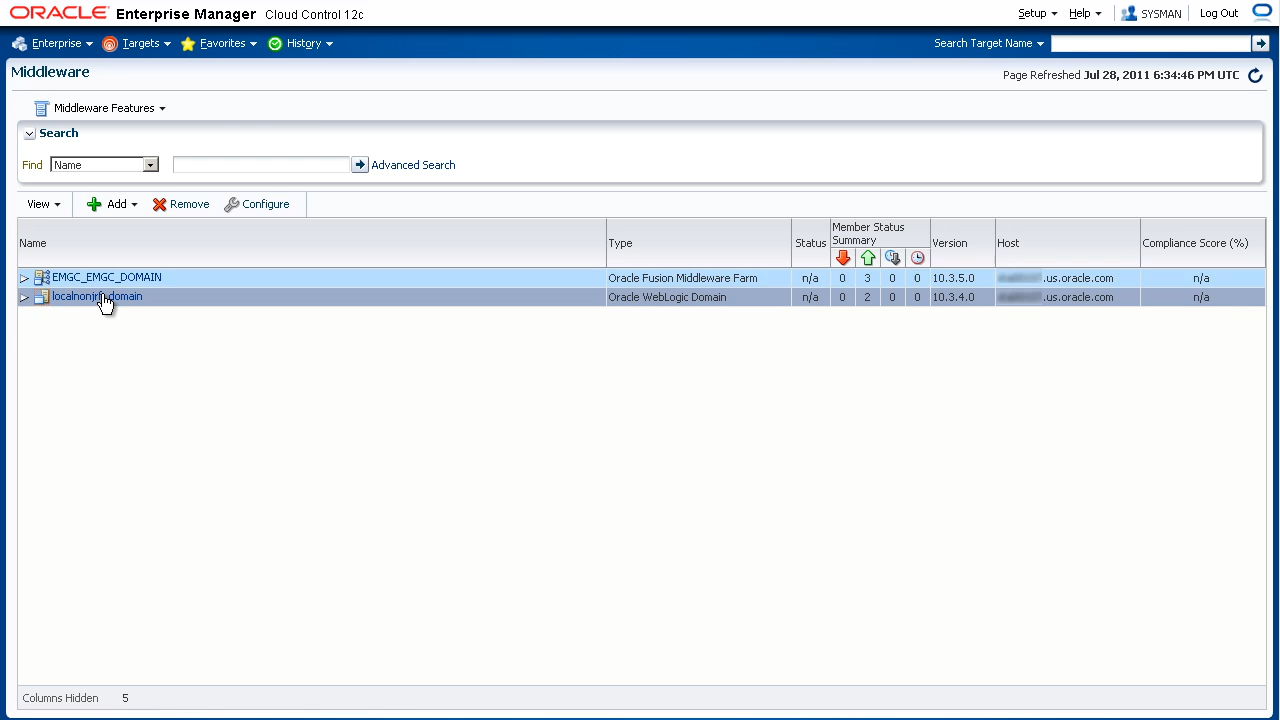 ORACLE Enterprise Manager Cloud Control 12c
Setup Help SYSMAN Log Out
Enterprise Targets Favorites History Search Target Name
Middleware
Page Refreshed Jul 28, 2011 6:34:46 PM UTC
Middleware Features
Search
Find Name Advanced Search
View Add Remove Configure
Name Type Status Member Status Summary Version Host Compliance Score (%)
EMGC_EMGC_DOMAIN Oracle Fusion Middleware Farm n/a 0 3 0 0 10.3.5.0 .us.oracle.com n/a
localnonjrf_domain Oracle WebLogic Domain n/a 0 2 0 0 10.3.4.0 .us.oracle.com n/a
Columns Hidden 5